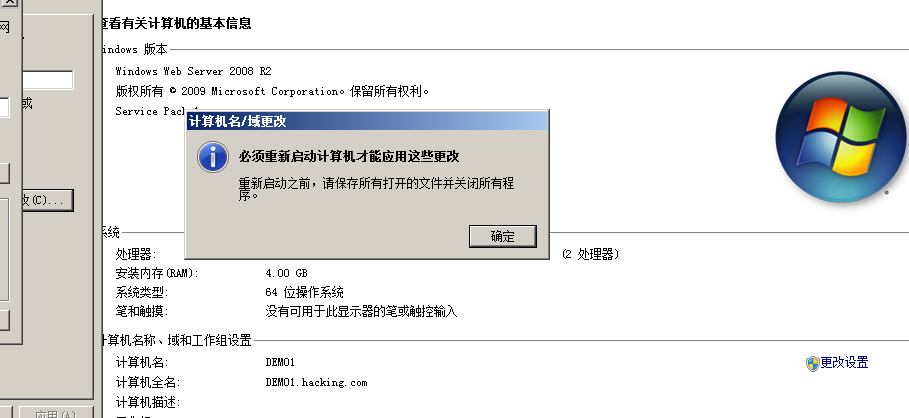 查看有关计算机的基本信息
网
indows 版本
Windows Web Server 2008 R2
版权所有 © 2009 Microsoft Corporation。保留所有权利。
或
Service Pack
计算机名/域更改
必须重新启动计算机才能应用这些更改
重新启动之前，请保存所有打开的文件并关闭所有程
序。
改(C)...
确定
系统
处理器:
(2 处理器)
安装内存(RAM): 4.00 GB
系统类型: 64 位操作系统
笔和触摸: 没有可用于此显示器的笔或触控输入
计算机名称、域和工作组设置
计算机名: DEMO1
更改设置
计算机全名: DEMO1.hacking.com
计算机描述:
应用(A)